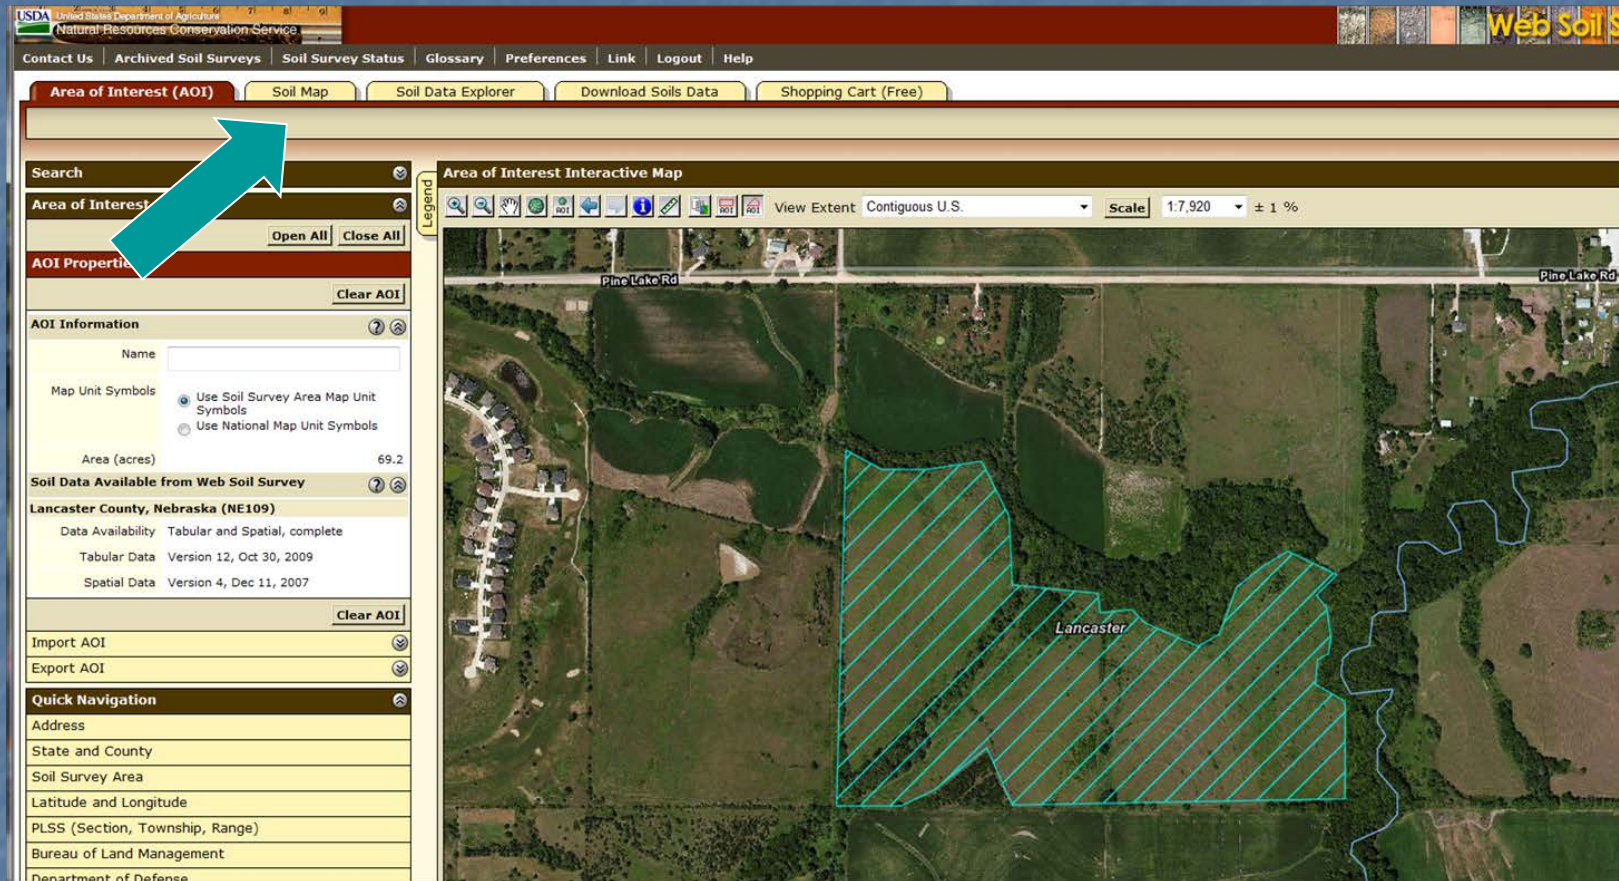 USDA United States Department of Agriculture
Natural Resources Conservation Service
Web Soil S
Contact Us Archived Soil Surveys Soil Survey Status Glossary Preferences Link Logout Help
Area of Interest (AOI) Soil Map Soil Data Explorer Download Soils Data Shopping Cart (Free)
Search
Area of Interest
Open All Close All
AOI Properti
Clear AOI
AOI Information
Name
Map Unit Symbols
Use Soil Survey Area Map Unit
Symbols
Use National Map Unit Symbols
Area (acres) 69.2
Soil Data Available from Web Soil Survey
Lancaster County, Nebraska (NE109)
Data Availability Tabular and Spatial, complete
Tabular Data Version 12, Oct 30, 2009
Spatial Data Version 4, Dec 11, 2007
Clear AOI
Import AOI
Export AOI
Quick Navigation
Address
State and County
Soil Survey Area
Latitude and Longitude
PLSS (Section, Township, Range)
Bureau of Land Management
Department of Defense
Legend
Area of Interest Interactive Map
AOI AOI AOI View Extent Contiguous U.S. Scale 1:7,920 ± 1 %
Pine Lake Rd
Pine Lake Rd
Lancaster